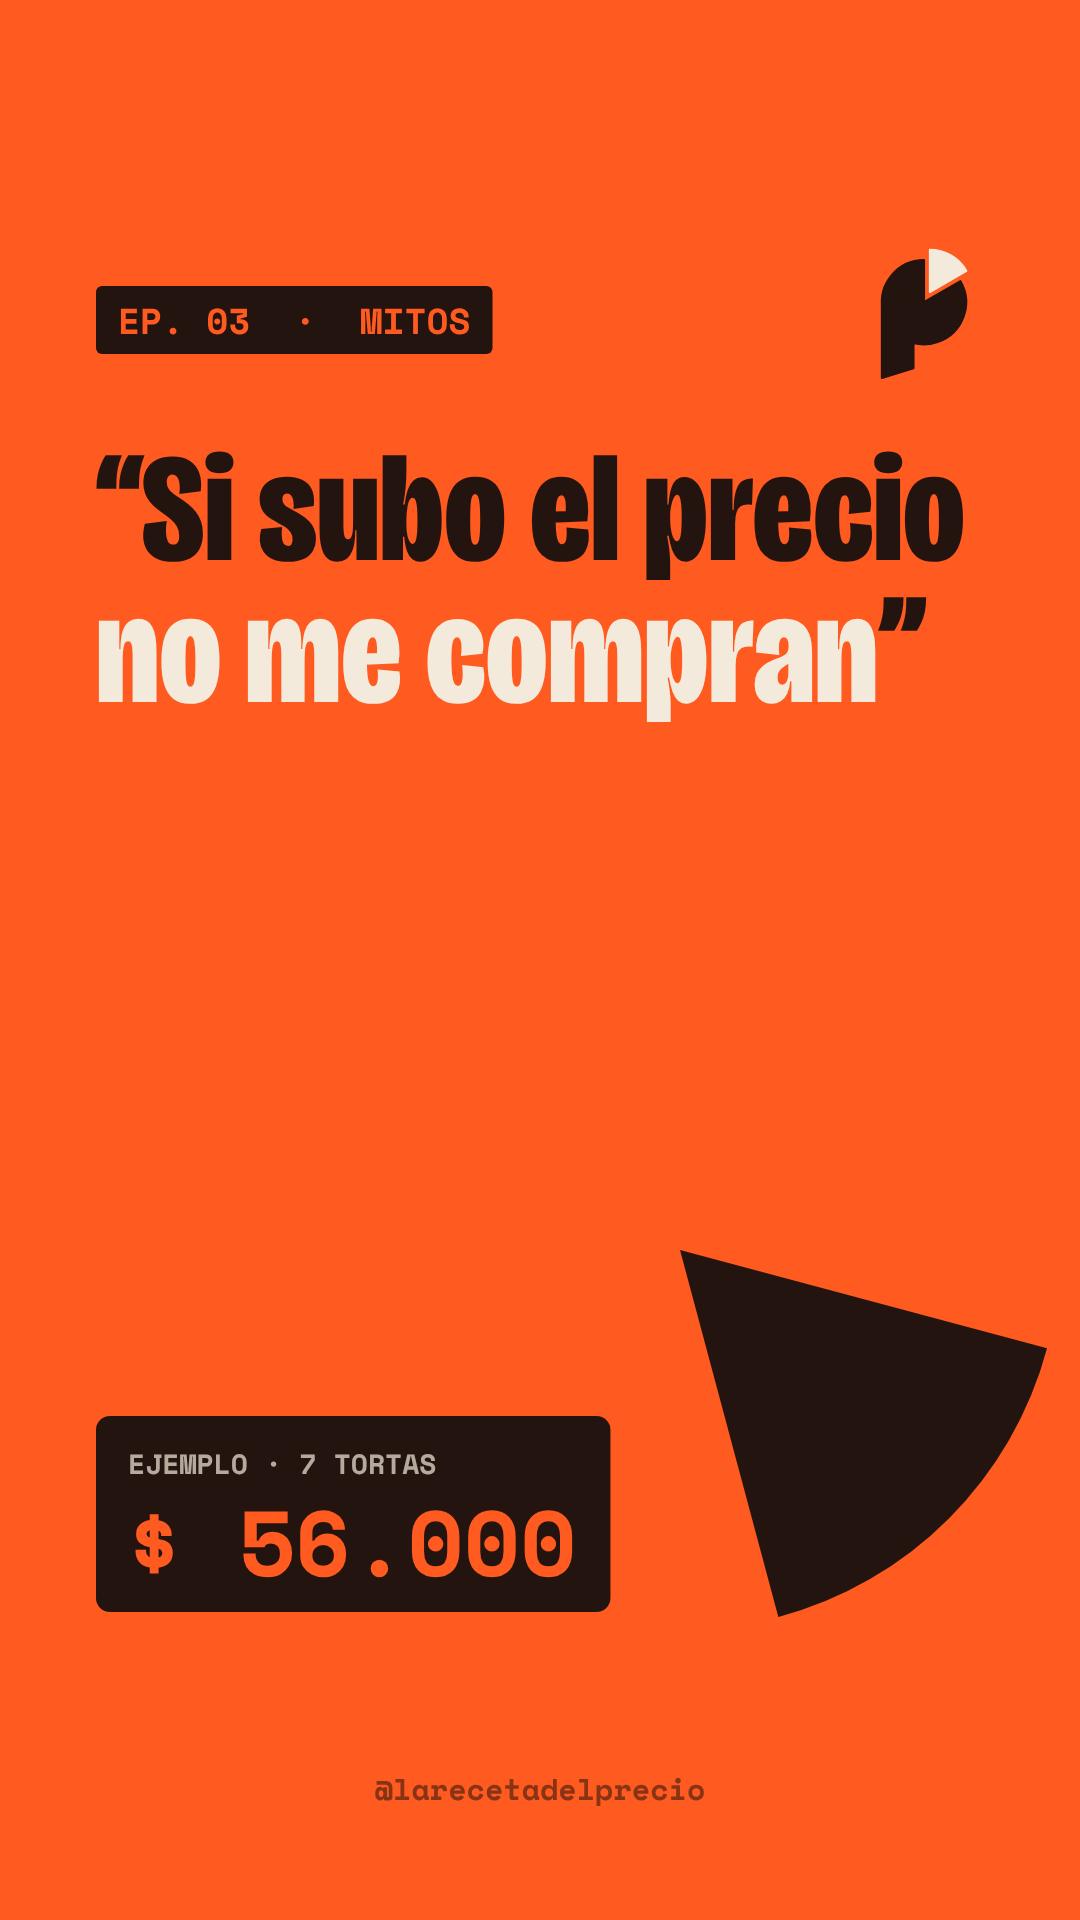 EP. 03 · MITOS
“Si subo el precio
no me compran”
EJEMPLO · 7 TORTAS
$ 56.000
@larecetadelprecio